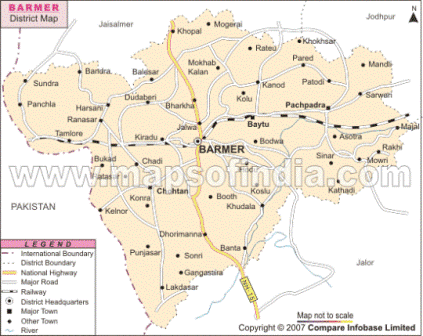 BARMER
District Map
Jaisalmer
Jodhpur
N
Mogeraj
Khopal
Khokhsar
Rateu
Pared
Mokhab
Kalan
Mandli
Bandra
Baiesar
Sundra
Kanod
Patodi
Sarwari
Dudaberi
Kolu
Panchla
Harsani
Bharkha
Pachpadra
Ranasar
Jalwa
Baytu
Majal
Tamlore
Kiradu
Asotra
BARMER
Bodwa
Rakhi
Bukad
Chadi
Sinar
Mowri
www.mapsofindia.com
Ratasar
Chohtan
Koslu
Kathadi
PAKISTAN
Konra
Booth
Kelnor
Khudala
Dhorimanna
LEGEND
Punjasar
Sonri
Banta
International Boundary
District Boundary
Jalor
National Highway
Gangasara
Major Road
Lakdasar
NH-15
Railway
District Headquarters
Major Town
Map not to scale
Other Town
River
Copyright © 2007 Compare Infobase Limited